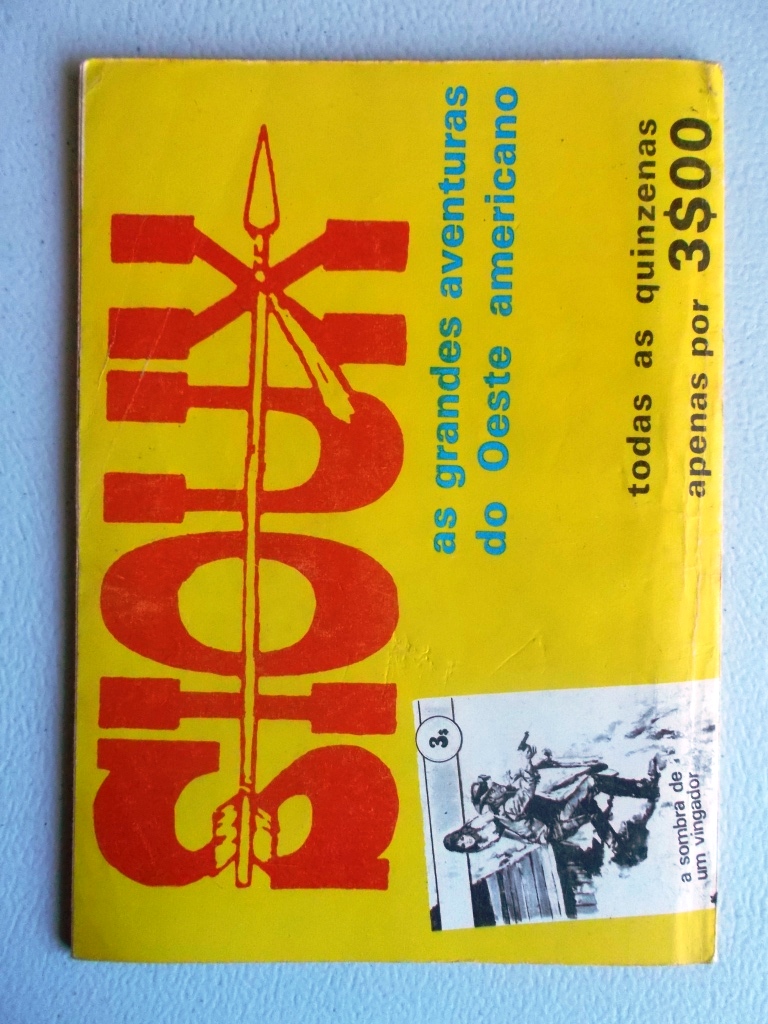 SIOUX
as grandes aventuras
do Oeste americano
todas as quinzenas
apenas por 3$00
3$
a sombra de
um vingador